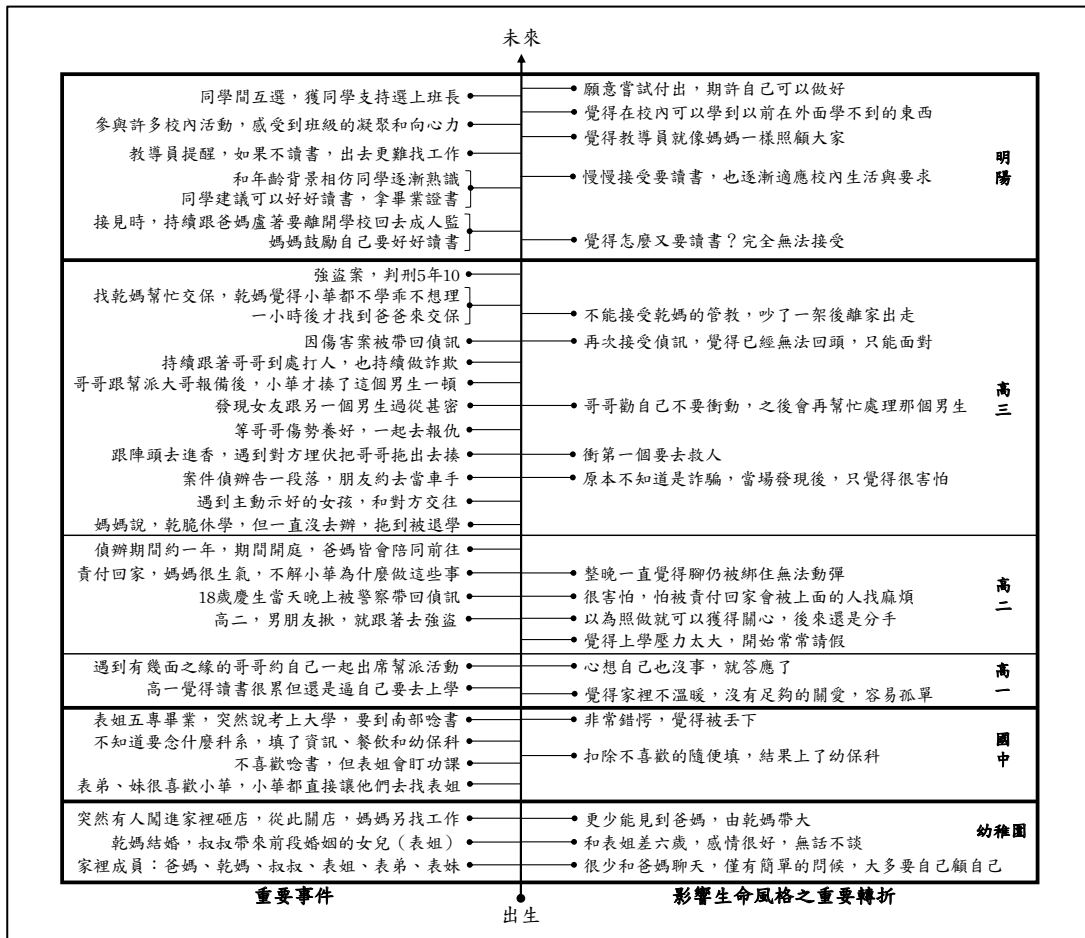 未來
同學間互選，獲同學支持選上班長
參與許多校內活動，感受到班級的凝聚和向心力
教導員提醒，如果不讀書，出去更難找工作
和年齡背景相仿同學逐漸熟識
同學建議可以好好讀書，拿畢業證書
接見時，持續跟爸媽盧著要離開學校回去成人監
媽媽鼓勵自己要好好讀書
願意嘗試付出，期許自己可以做好
覺得在校內可以學到以前在外面學不到的東西
覺得教導員就像媽媽一樣照顧大家
慢慢接受要讀書，也逐漸適應校內生活與要求
覺得怎麼又要讀書？完全無法接受
明陽
強盜案，判刑5年10
找乾媽幫忙交保，乾媽覺得小華都不學乖不想理
一小時後才找到爸爸來交保
因傷害案被帶回偵訊
持續跟著哥哥到處打人，也持續做詐欺
哥哥跟幫派大哥報備後，小華才揍了這個男生一頓
發現女友跟另一個男生過從甚密
等哥哥傷勢養好，一起去報仇
跟陣頭去進香，遇到對方埋伏把哥哥拖出去揍
案件偵辦告一段落，朋友約去當車手
遇到主動示好的女孩，和對方交往
媽媽說，乾脆休學，但一直沒去辦，拖到被退學
不能接受乾媽的管教，吵了一架後離家出走
再次接受偵訊，覺得已經無法回頭，只能面對
哥哥勸自己不要衝動，之後會再幫忙處理那個男生
衝第一個要去救人
原本不知道是詐騙，當場發現後，只覺得很害怕
高三
偵辦期間約一年，期間開庭，爸媽皆會陪同前往
責付回家，媽媽很生氣，不解小華為什麼做這些事
18歲慶生當天晚上被警察帶回偵訊
高二，男朋友揪，就跟著去強盜
整晚一直覺得腳仍被綁住無法動彈
很害怕，怕被責付回家會被上面的人找麻煩
以為照做就可以獲得關心，後來還是分手
覺得上學壓力太大，開始常常請假
高二
遇到有幾面之緣的哥哥約自己一起出席幫派活動
高一覺得讀書很累但還是逼自己要去上學
心想自己也沒事，就答應了
覺得家裡不溫暖，沒有足夠的關愛，容易孤單
高一
表姐五專畢業，突然說考上大學，要到南部唸書
不知道要念什麼科系，填了資訊、餐飲和幼保科
不喜歡唸書，但表姐會盯功課
表弟、妹很喜歡小華，小華都直接讓他們去找表姐
非常錯愕，覺得被丟下
扣除不喜歡的隨便填，結果上了幼保科
國中
突然有人闖進家裡砸店，從此關店，媽媽另找工作
乾媽結婚，叔叔帶來前段婚姻的女兒（表姐）
家裡成員：爸媽、乾媽、叔叔、表姐、表弟、表妹
更少能見到爸媽，由乾媽帶大
和表姐差六歲，感情很好，無話不談
很少和爸媽聊天，僅有簡單的問候，大多要自己顧自己
幼稚園
重要事件
影響生命風格之重要轉折
出生